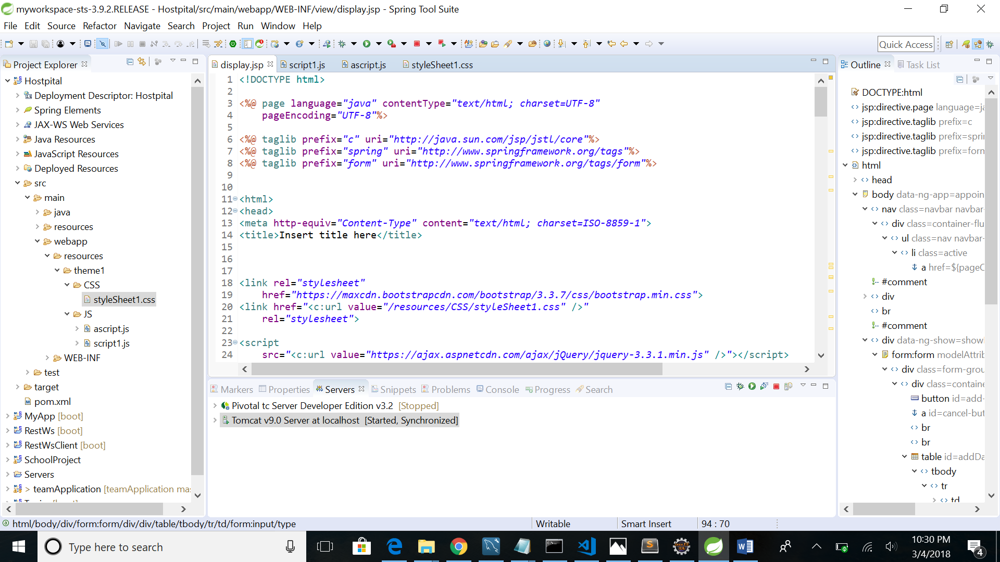 myworkspace-sts-3.9.2.RELEASE - Hostpital/src/main/webapp/WEB-INF/view/display.jsp - Spring Tool Suite
File Edit Source Refactor Navigate Search Project Run Window Help
Quick Access
Project Explorer
Hostpital
Deployment Descriptor: Hostpital
Spring Elements
JAX-WS Web Services
Java Resources
JavaScript Resources
Deployed Resources
src
main
java
resources
webapp
resources
theme1
CSS
styleSheet1.css
JS
ascript.js
script1.js
WEB-INF
test
target
pom.xml
MyApp [boot]
RestWs [boot]
RestWsClient [boot]
SchoolProject
Servers
> teamApplication [teamApplication mas
display.jsp script1.js ascript.js styleSheet1.css
1 <!DOCTYPE html>
2
3 <%@ page language="java" contentType="text/html; charset=UTF-8"
4 pageEncoding="UTF-8"%>
5
6 <%@ taglib prefix="c" uri="http://java.sun.com/jsp/jstl/core"%>
7 <%@ taglib prefix="spring" uri="http://www.springframework.org/tags"%>
8 <%@ taglib prefix="form" uri="http://www.springframework.org/tags/form"%>
9
10
11 <html>
12 <head>
13 <meta http-equiv="Content-Type" content="text/html; charset=ISO-8859-1">
14 <title>Insert title here</title>
15
16
17
18 <link rel="stylesheet"
19 href="https://maxcdn.bootstrapcdn.com/bootstrap/3.3.7/css/bootstrap.min.css">
20 <link href="<c:url value="/resources/CSS/styleSheet1.css" />"
21 rel="stylesheet">
22
23 <script
24 src="<c:url value="https://ajax.aspnetcdn.com/ajax/jQuery/jquery-3.3.1.min.js" />"></script>
Markers Properties Servers Snippets Problems Console Progress Search
Pivotal tc Server Developer Edition v3.2 [Stopped]
Tomcat v9.0 Server at localhost [Started, Synchronized]
Outline Task List
DOCTYPE:html
jsp:directive.page language=ja
jsp:directive.taglib prefix=c
jsp:directive.taglib prefix=sprin
jsp:directive.taglib prefix=form
html
head
body data-ng-app=appoin
nav class=navbar navbar-
div class=container-flu
ul class=nav navbar-
li class=active
a href=${pageC
#comment
div
br
#comment
div data-ng-show=show
form:form modelAttrib
div class=form-grou
div class=containe
button id=add-
a id=cancel-but
br
br
table id=addDa
tbody
tr
td
html/body/div/form:form/div/div/table/tbody/tr/td/form:input/type
Writable Smart Insert 94 : 70
Type here to search
10:30 PM
3/4/2018
4